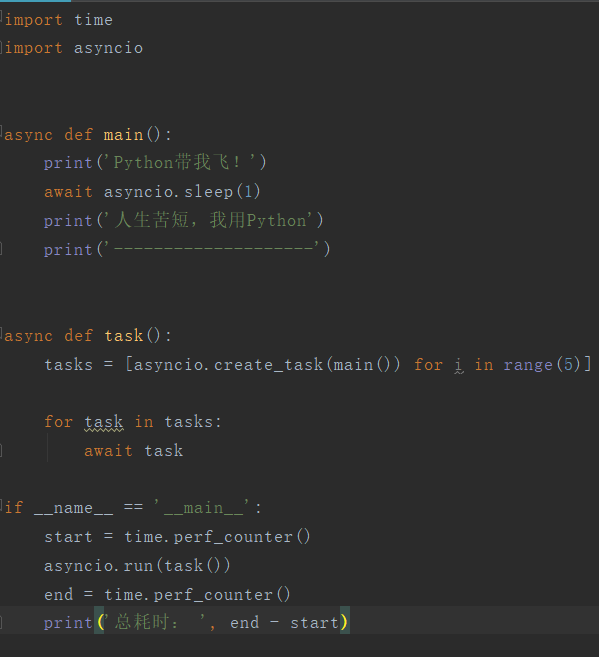 import time
import asyncio
async def main():
    print('Python带我飞！')
    await asyncio.sleep(1)
    print('人生苦短，我用Python')
    print('--------------------')
async def task():
    tasks = [asyncio.create_task(main()) for i in range(5)]
    for task in tasks:
        await task
if __name__ == '__main__':
    start = time.perf_counter()
    asyncio.run(task())
    end = time.perf_counter()
    print('总耗时： ', end - start)